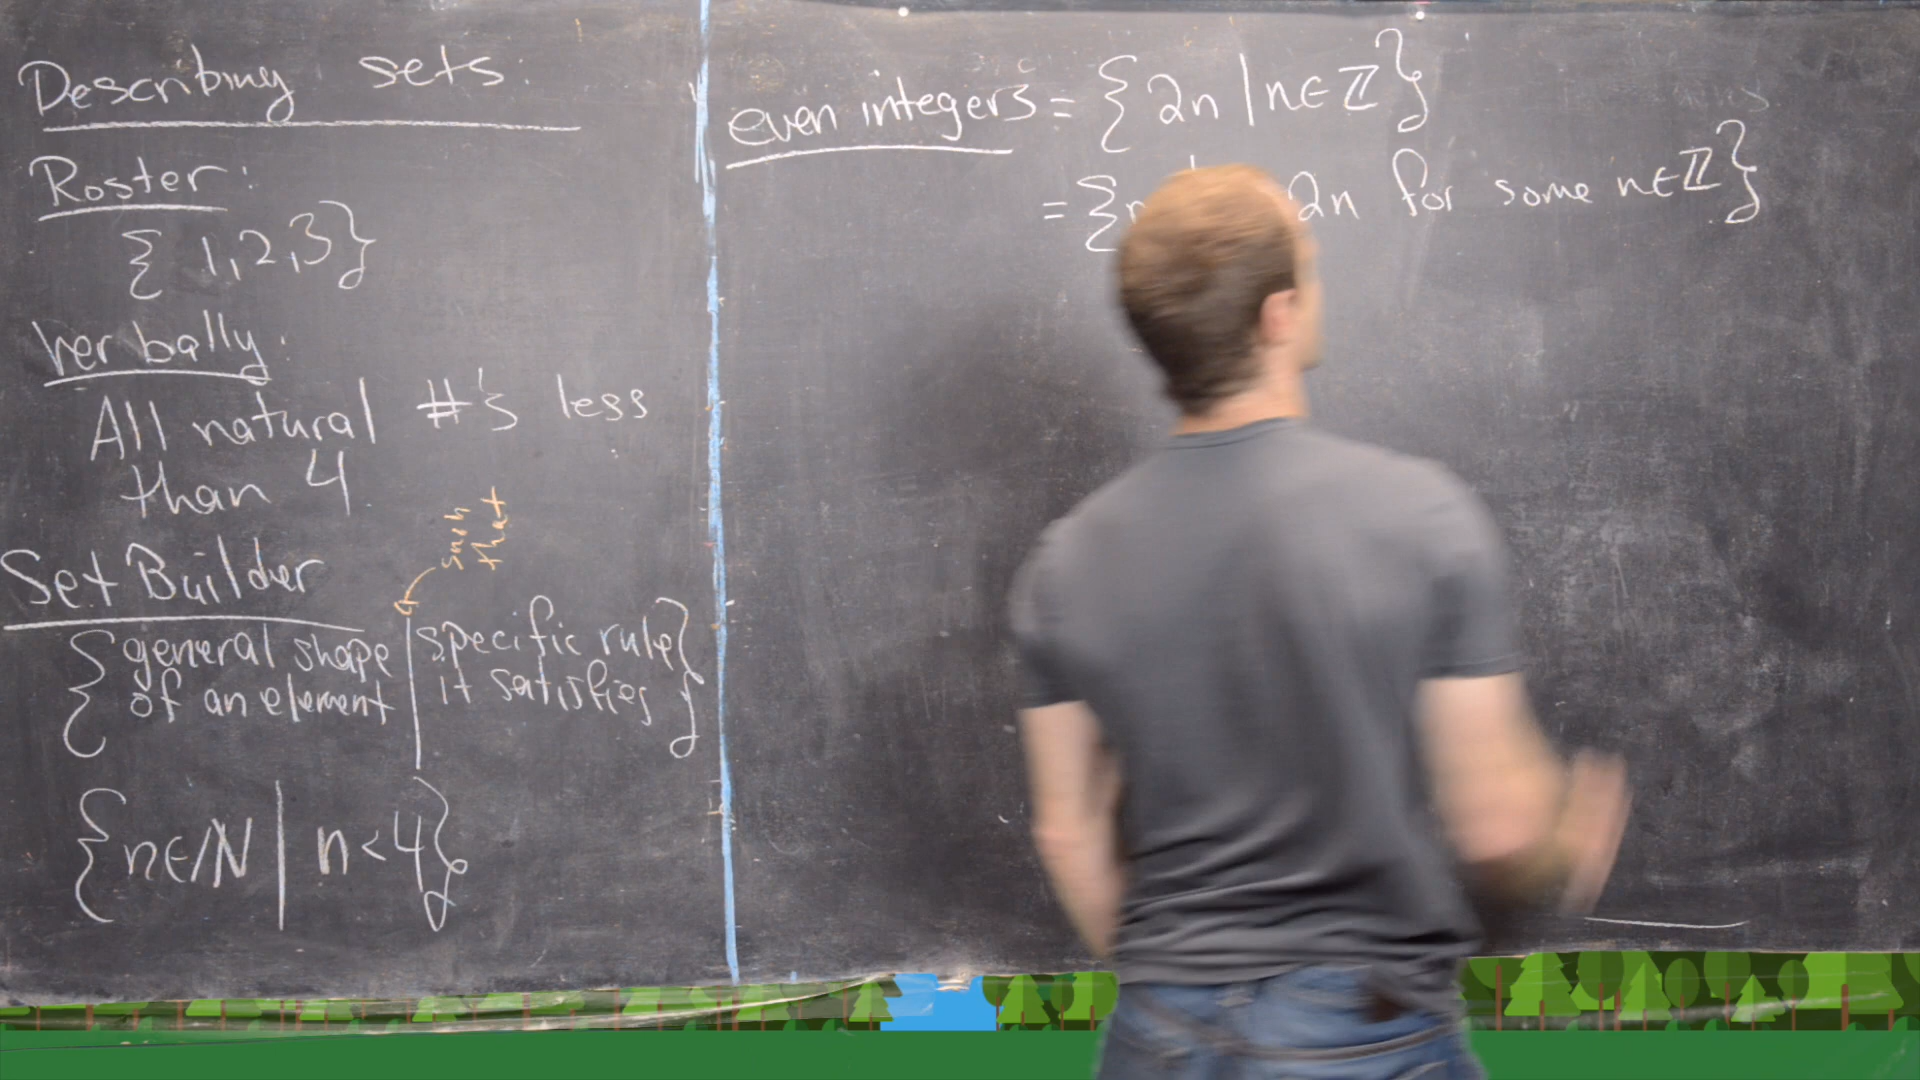 Describing sets:
Roster:
{ 1,2,3}
Verbally:
All natural #'s less
than 4.
such
that
Set Builder
{ general shape | specific rule }
of an element it satisfies
{n∈ℕ | n<4}
even integers = { 2n | n∈ℤ}
= { 2n for some n∈ℤ}